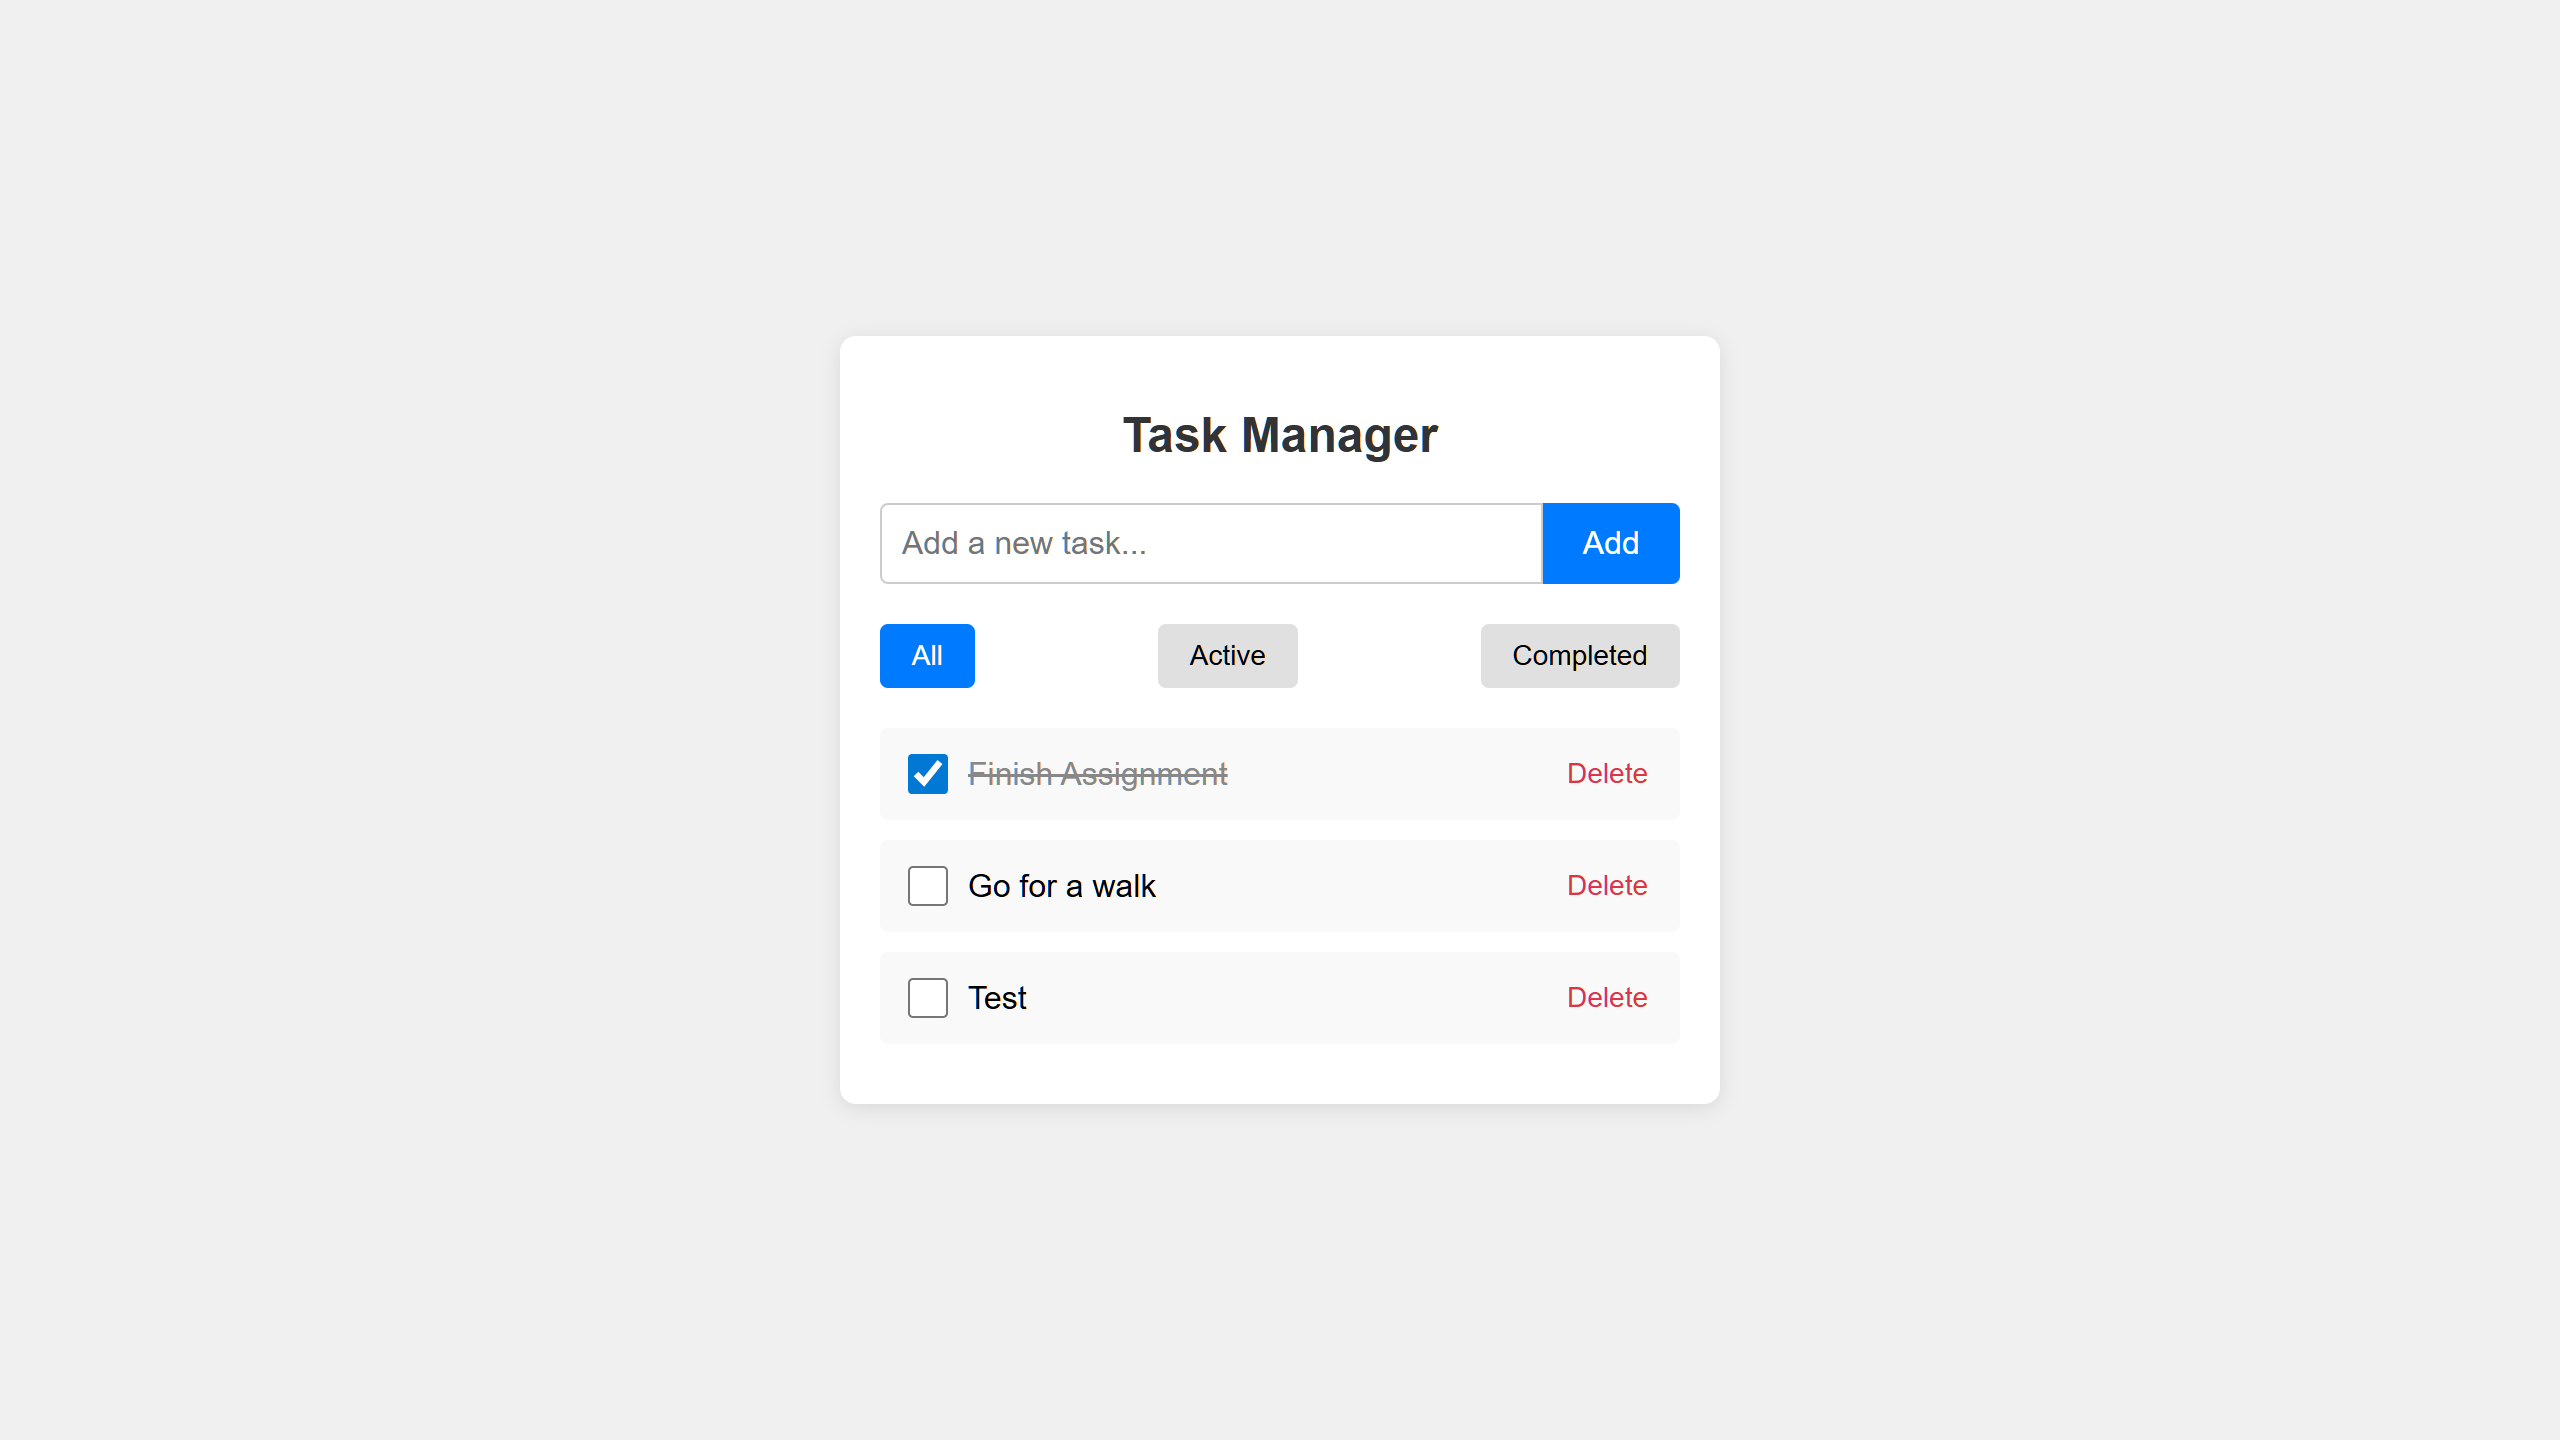 Task Manager
Add a new task... Add
All Active Completed
Finish Assignment Delete
Go for a walk Delete
Test Delete